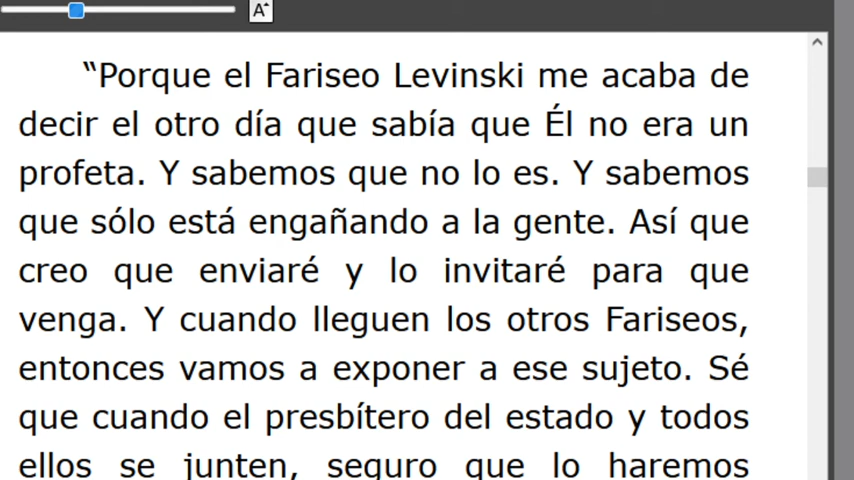 A
“Porque el Fariseo Levinski me acaba de
decir el otro día que sabía que Él no era un
profeta. Y sabemos que no lo es. Y sabemos
que sólo está engañando a la gente. Así que
creo que enviaré y lo invitaré para que
venga. Y cuando lleguen los otros Fariseos,
entonces vamos a exponer a ese sujeto. Sé
que cuando el presbítero del estado y todos
ellos se junten, seguro que lo haremos